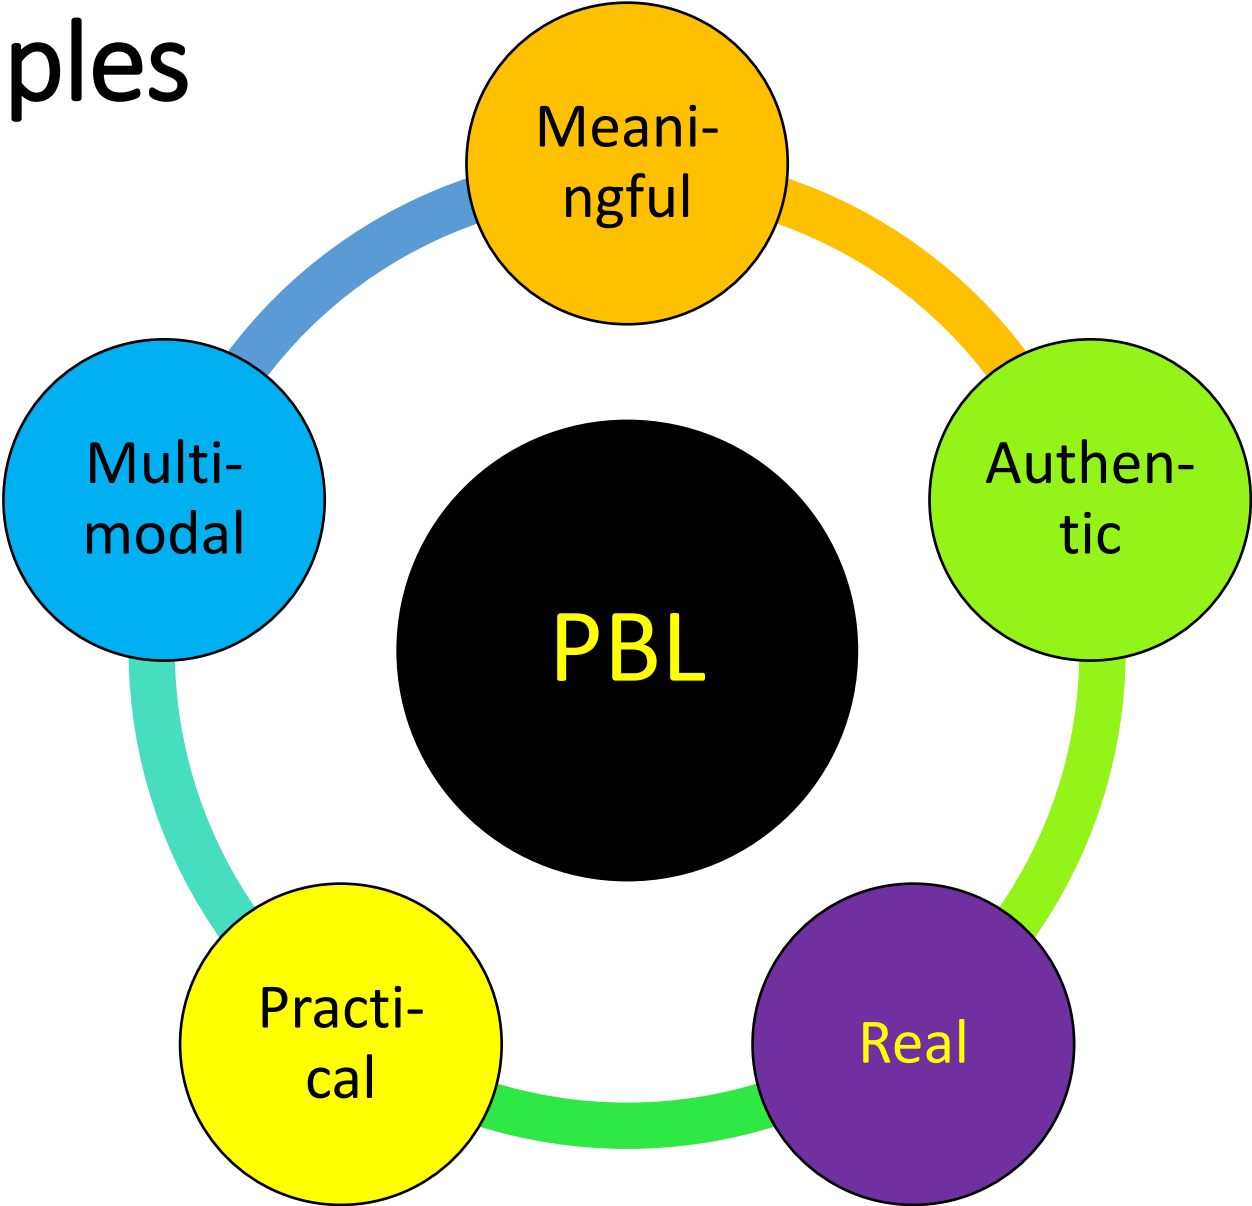 ples
Meani-
ngful
Multi-
modal
Authen-
tic
PBL
Practi-
cal
Real